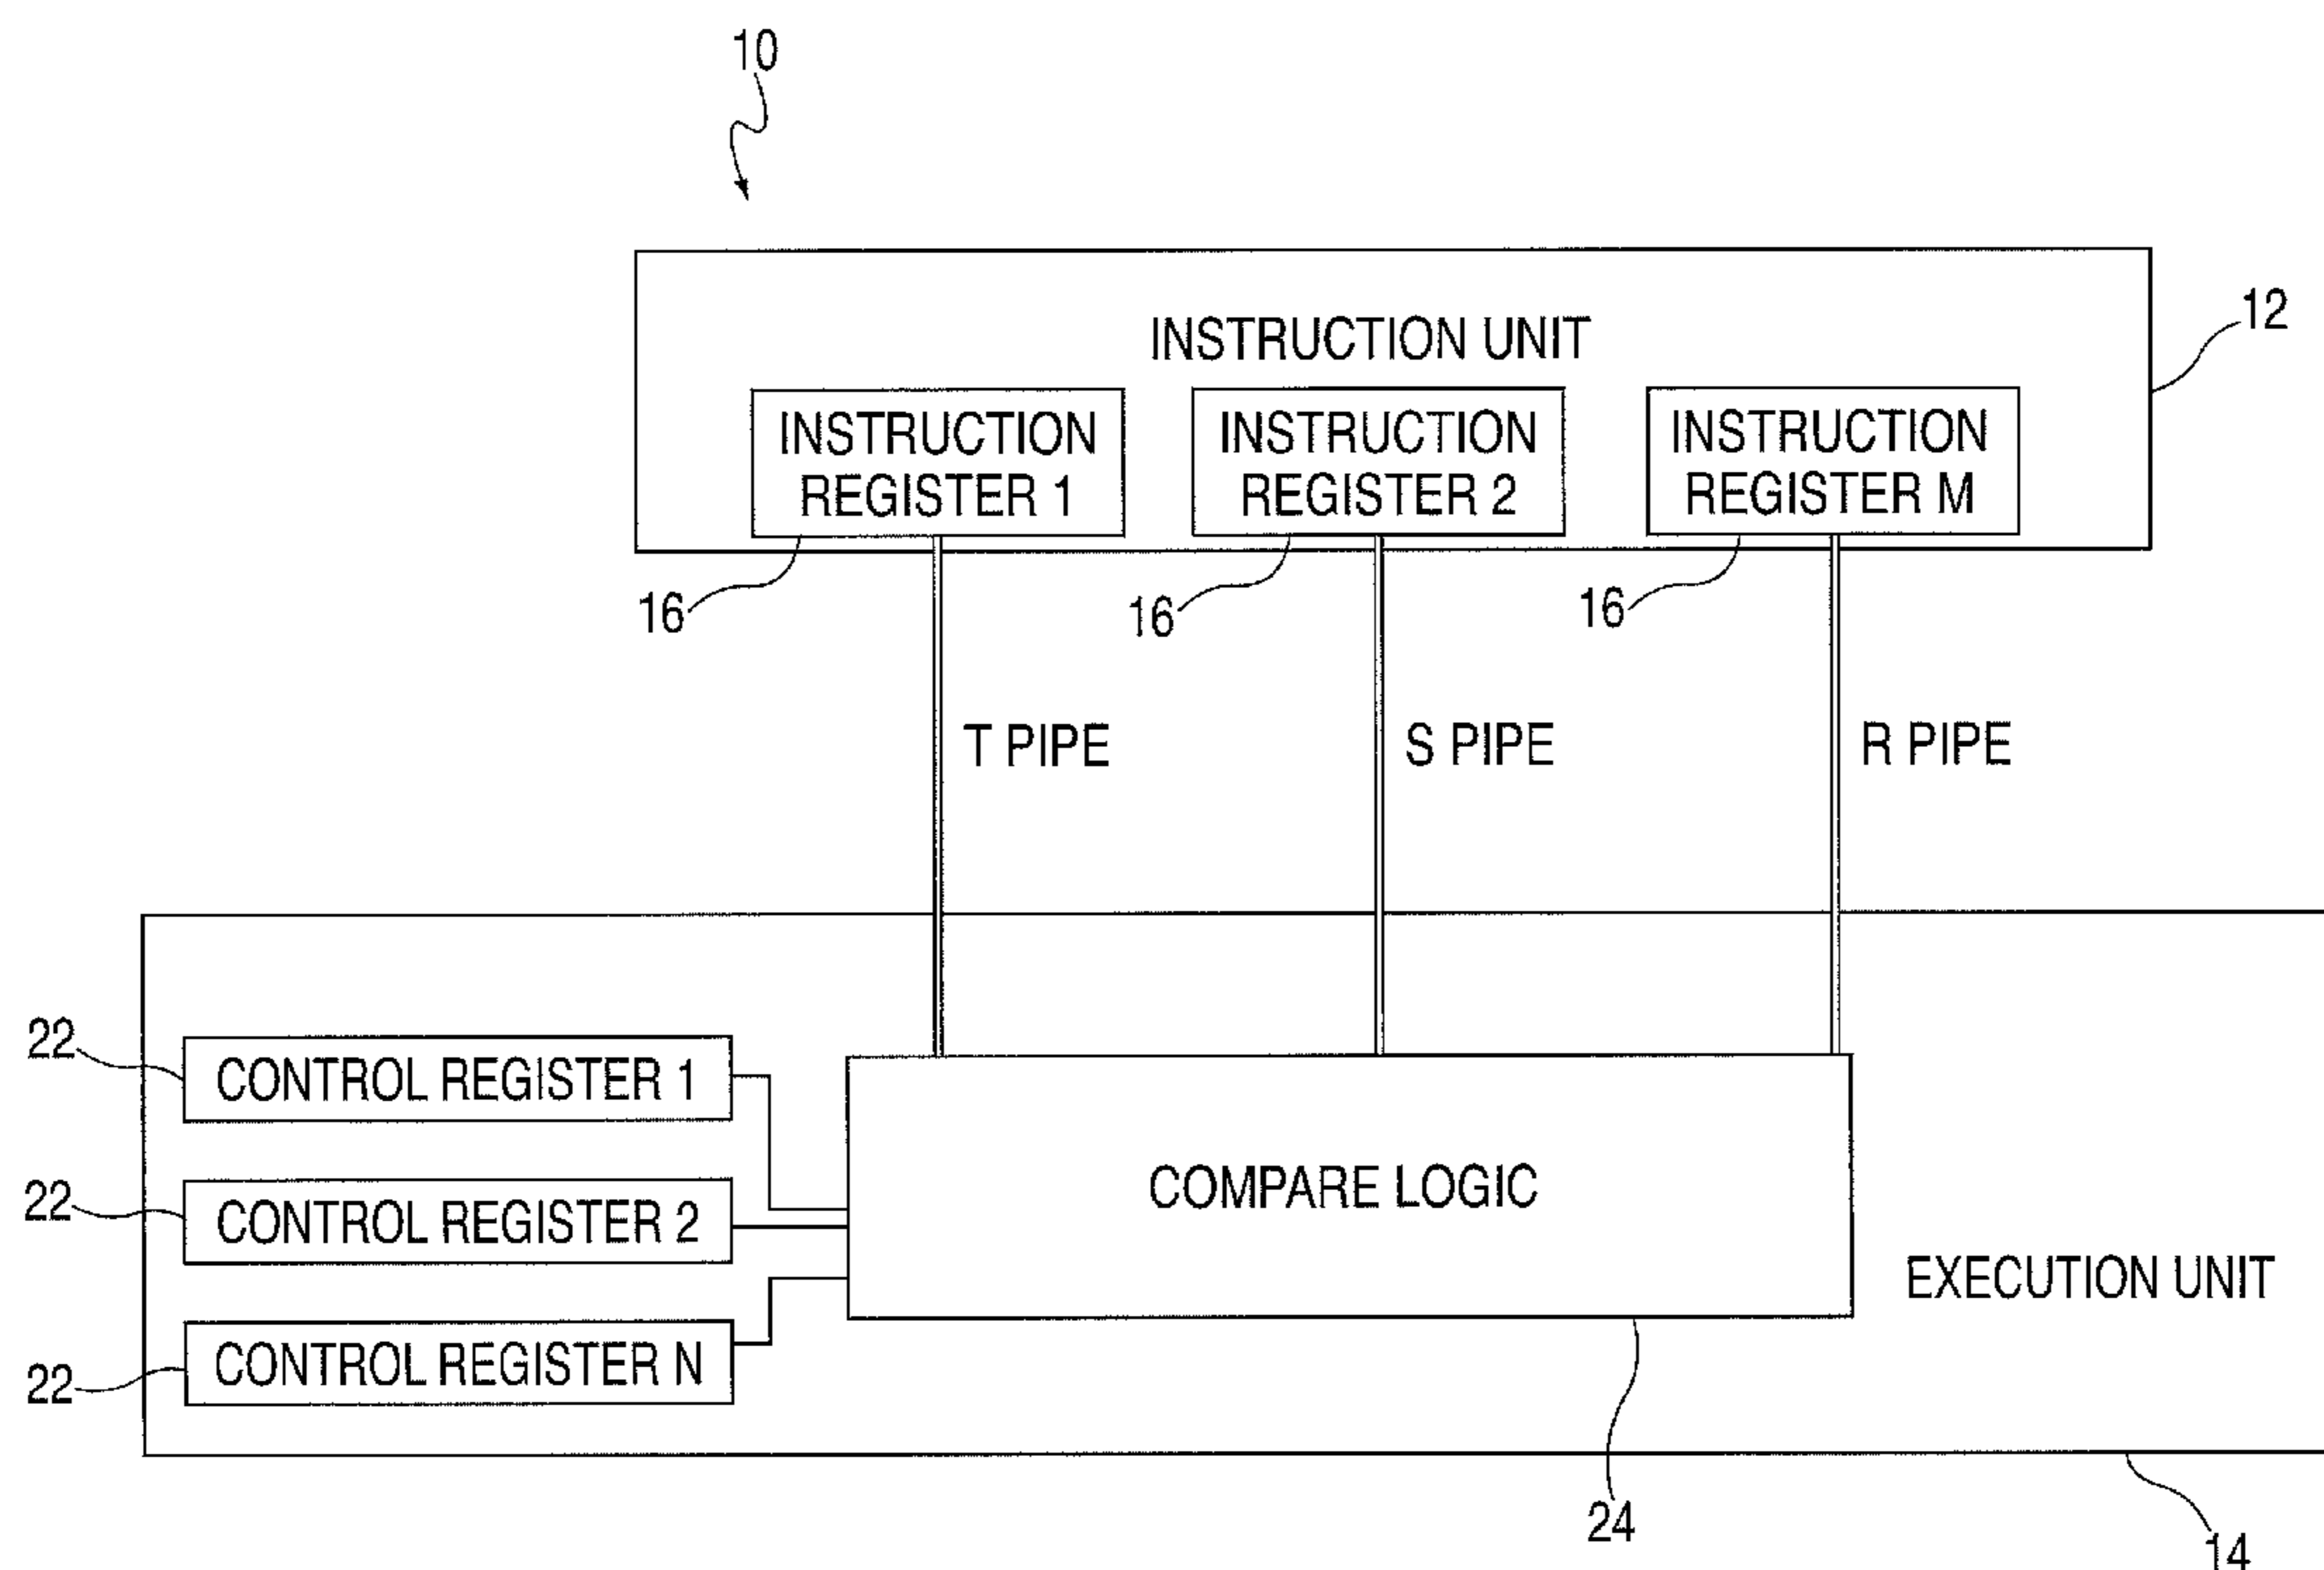 10
INSTRUCTION UNIT
12
INSTRUCTION
REGISTER 1
INSTRUCTION
REGISTER 2
INSTRUCTION
REGISTER M
16
16
16
T PIPE
S PIPE
R PIPE
22
CONTROL REGISTER 1
22
CONTROL REGISTER 2
22
CONTROL REGISTER N
COMPARE LOGIC
EXECUTION UNIT
24
14